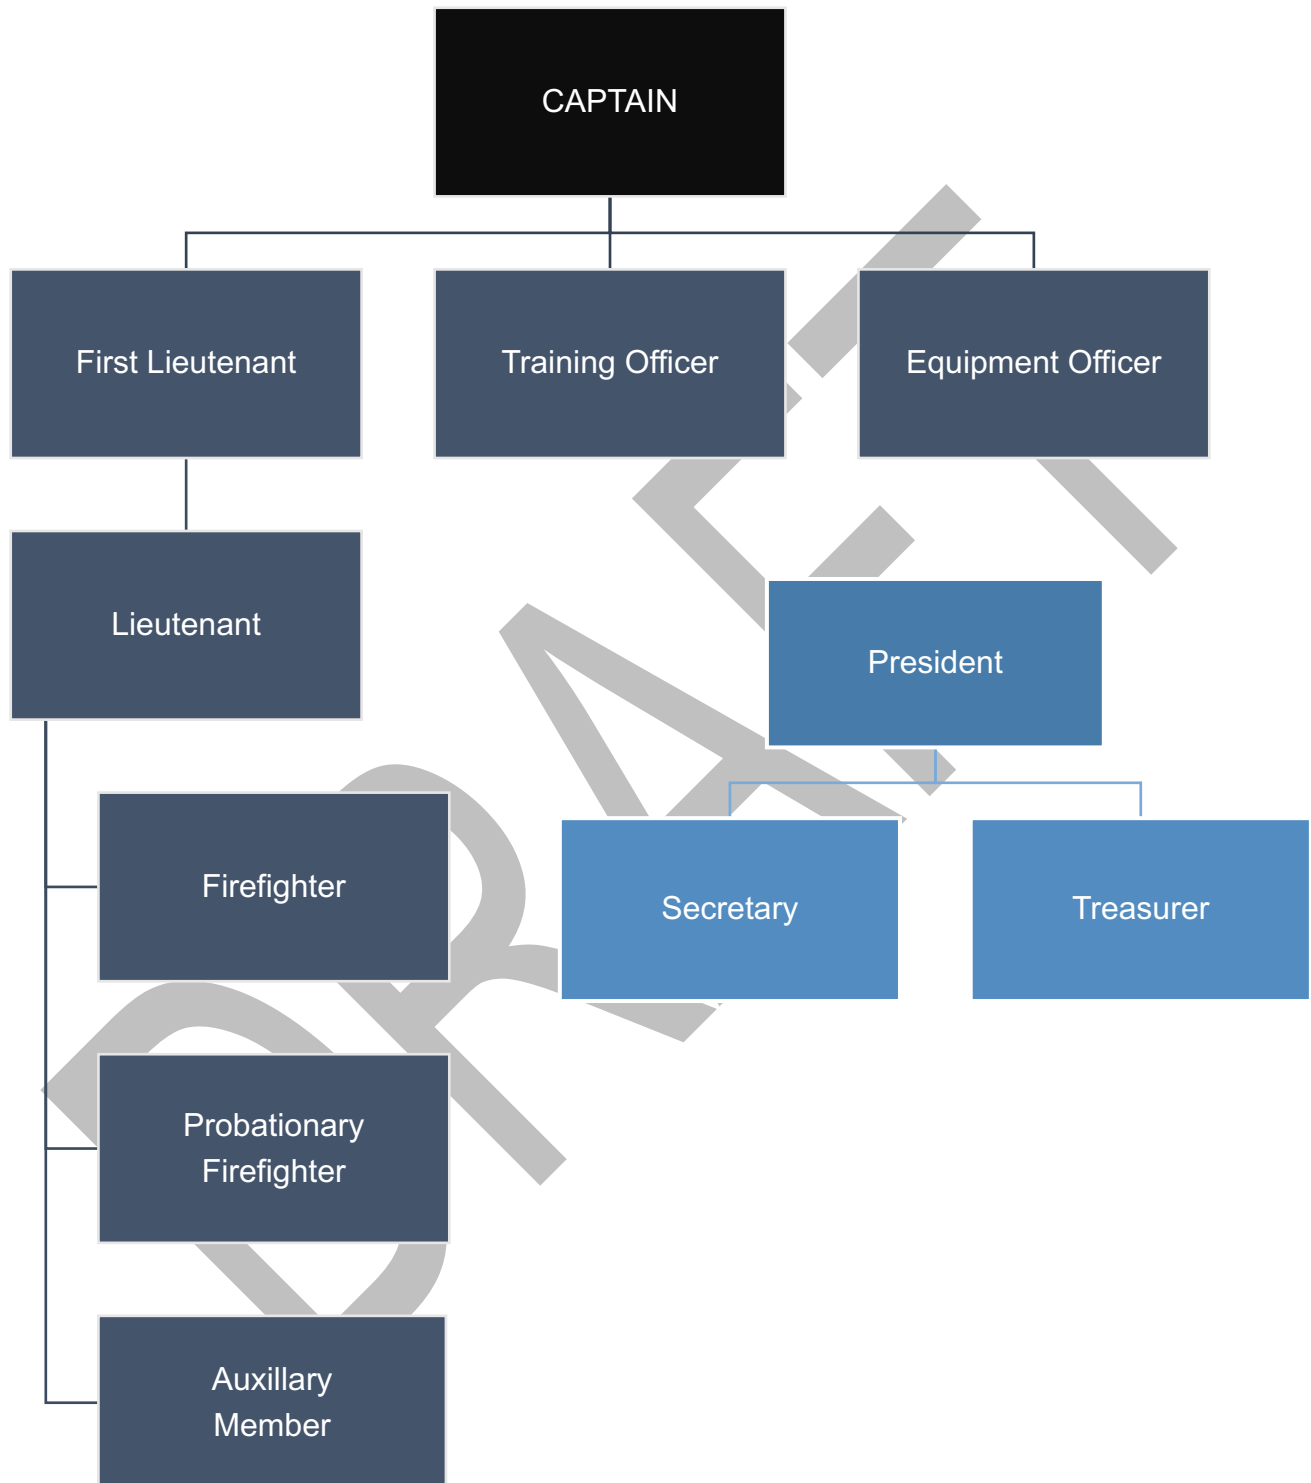 CAPTAIN
First Lieutenant
Training Officer
Equipment Officer
Lieutenant
President
Firefighter
Secretary
Treasurer
Probationary
Firefighter
Auxillary
Member
DRAFT